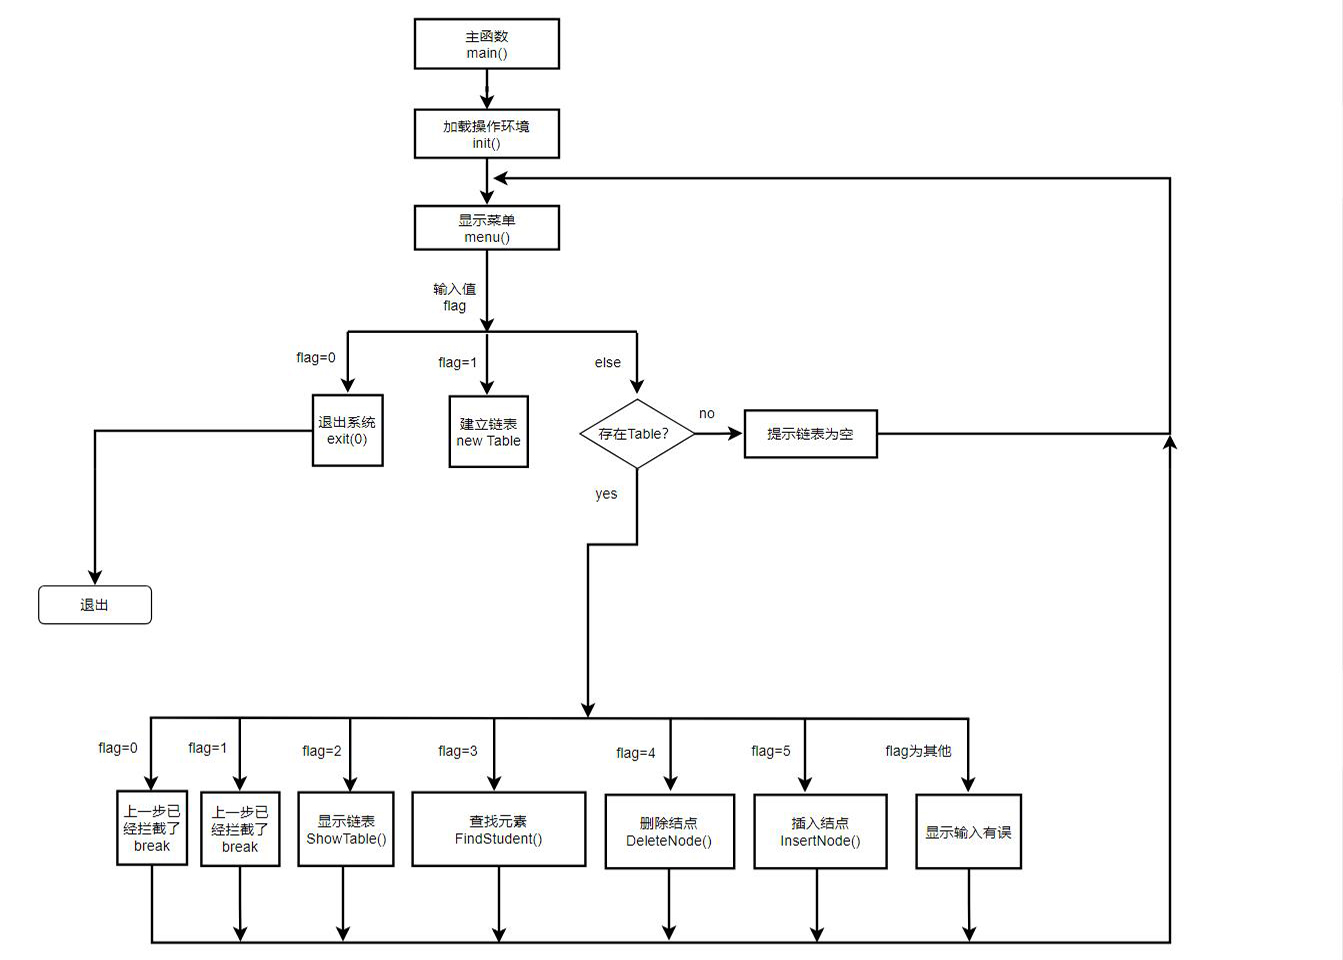 主函数
main()
加载操作环境
init()
显示菜单
menu()
输入值
flag
flag=0
flag=1
else
退出系统
exit(0)
建立链表
new Table
存在Table?
no
提示链表为空
yes
退出
flag=0
flag=1
flag=2
flag=3
flag=4
flag=5
flag为其他
上一步已
经拦截了
break
上一步已
经拦截了
break
显示链表
ShowTable()
查找元素
FindStudent()
删除结点
DeleteNode()
插入结点
InsertNode()
显示输入有误